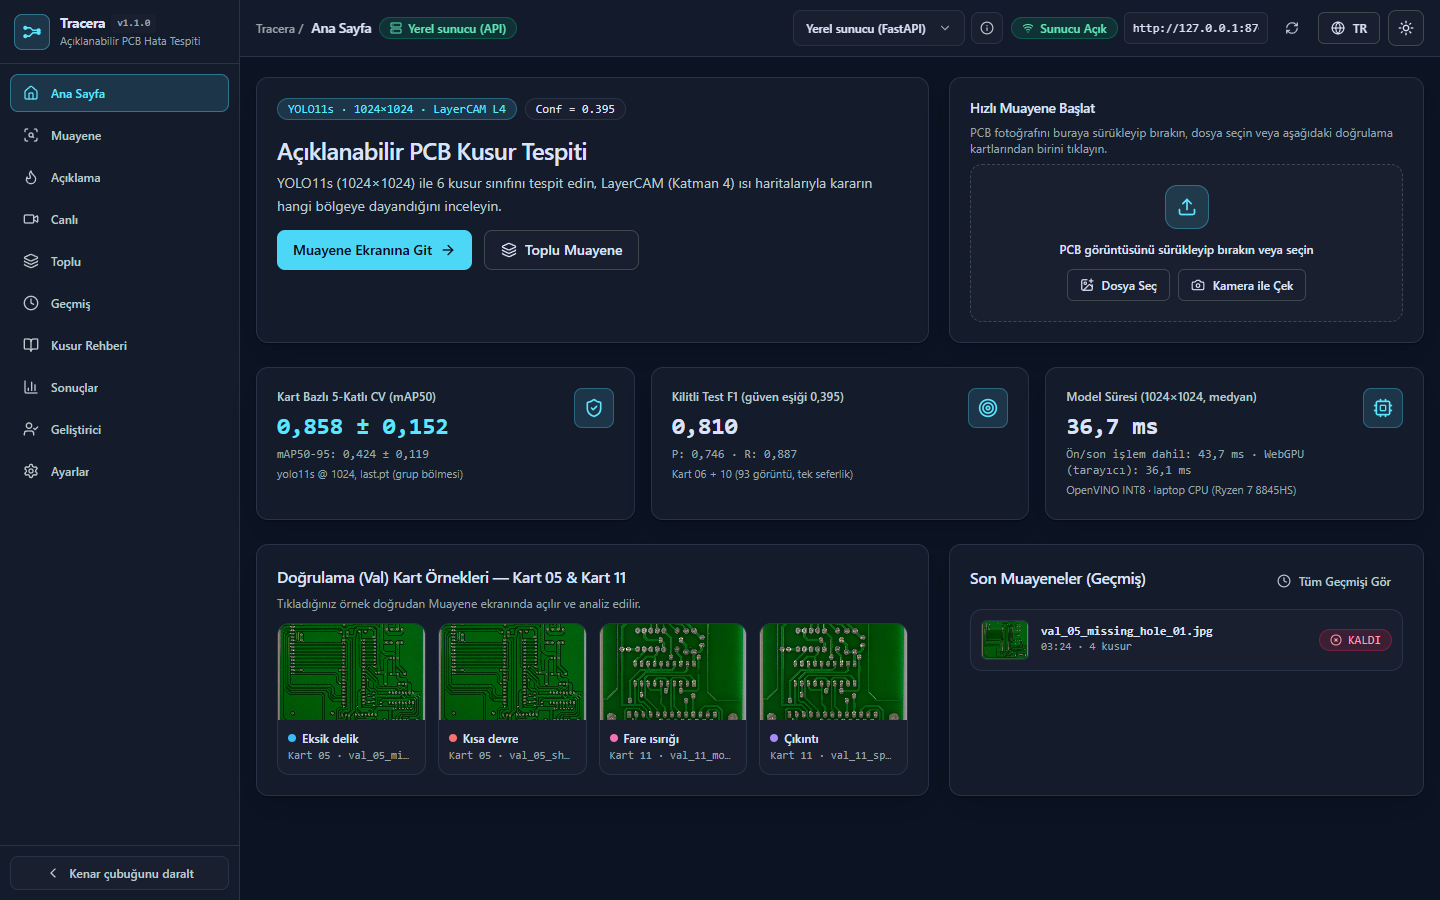 Tracera v1.1.0
Açıklanabilir PCB Hata Tespiti
Ana Sayfa
Muayene
Açıklama
Canlı
Toplu
Geçmiş
Kusur Rehberi
Sonuçlar
Geliştirici
Ayarlar
Kenar çubuğunu daralt
Tracera / Ana Sayfa Yerel sunucu (API)
Yerel sunucu (FastAPI) Sunucu Açık http://127.0.0.1:87 TR
YOLO11s · 1024×1024 · LayerCAM L4 Conf = 0.395
Açıklanabilir PCB Kusur Tespiti
YOLO11s (1024×1024) ile 6 kusur sınıfını tespit edin, LayerCAM (Katman 4) ısı haritalarıyla kararın
hangi bölgeye dayandığını inceleyin.
Muayene Ekranına Git Toplu Muayene
Hızlı Muayene Başlat
PCB fotoğrafını buraya sürükleyip bırakın, dosya seçin veya aşağıdaki doğrulama
kartlarından birini tıklayın.
PCB görüntüsünü sürükleyip bırakın veya seçin
Dosya Seç Kamera ile Çek
Kart Bazlı 5-Katlı CV (mAP50)
0,858 ± 0,152
mAP50-95: 0,424 ± 0,119
yolo11s @ 1024, last.pt (grup bölmesi)
Kilitli Test F1 (güven eşiği 0,395)
0,810
P: 0,746 · R: 0,887
Kart 06 + 10 (93 görüntü, tek seferlik)
Model Süresi (1024×1024, medyan)
36,7 ms
Ön/son işlem dahil: 43,7 ms · WebGPU
(tarayıcı): 36,1 ms
OpenVINO INT8 · laptop CPU (Ryzen 7 8845HS)
Doğrulama (Val) Kart Örnekleri — Kart 05 & Kart 11
Tıkladığınız örnek doğrudan Muayene ekranında açılır ve analiz edilir.
Eksik delik
Kart 05 · val_05_mi…
Kısa devre
Kart 05 · val_05_sh…
Fare ısırığı
Kart 11 · val_11_mo…
Çıkıntı
Kart 11 · val_11_sp…
Son Muayeneler (Geçmiş) Tüm Geçmişi Gör
val_05_missing_hole_01.jpg
03:24 · 4 kusur
KALDI